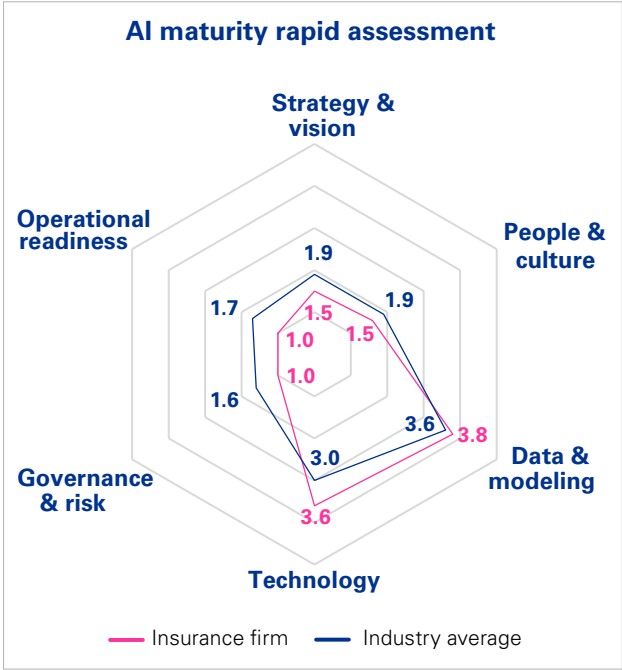 AI maturity rapid assessment
Strategy &
vision
Operational
readiness
People &
culture
1.9
1.7
1.9
1.5
1.5
1.0
1.0
1.6
3.6
3.8
3.0
3.6
Governance
& risk
Data &
modeling
Technology
Insurance firm
Industry average